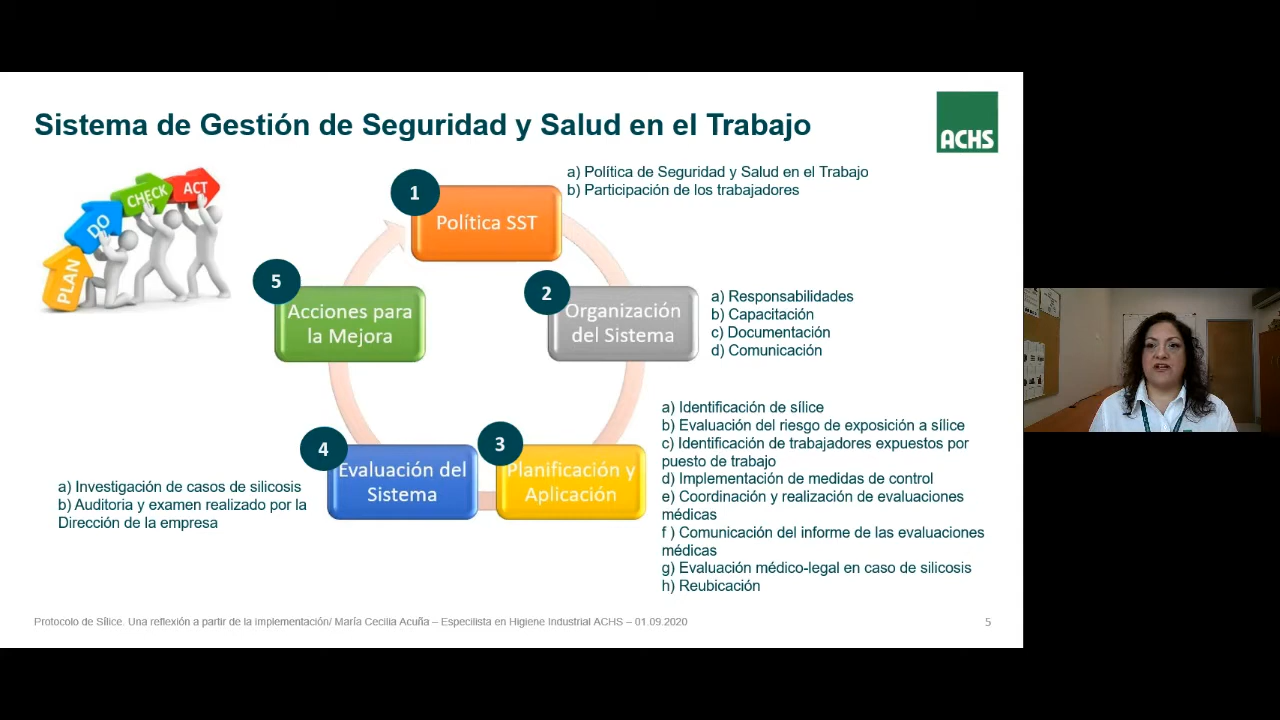 Sistema de Gestión de Seguridad y Salud en el Trabajo
ACHS
PLAN
DO
CHECK
ACT
1
Política SST
a) Política de Seguridad y Salud en el Trabajo
b) Participación de los trabajadores
2
Organización
del Sistema
a) Responsabilidades
b) Capacitación
c) Documentación
d) Comunicación
3
Planificación y
Aplicación
a) Identificación de sílice
b) Evaluación del riesgo de exposición a sílice
c) Identificación de trabajadores expuestos por
puesto de trabajo
d) Implementación de medidas de control
e) Coordinación y realización de evaluaciones
médicas
f ) Comunicación del informe de las evaluaciones
médicas
g) Evaluación médico-legal en caso de silicosis
h) Reubicación
4
Evaluación del
Sistema
a) Investigación de casos de silicosis
b) Auditoria y examen realizado por la
Dirección de la empresa
5
Acciones para
la Mejora
Protocolo de Sílice. Una reflexión a partir de la implementación/ María Cecilia Acuña – Especilista en Higiene Industrial ACHS – 01.09.2020
5